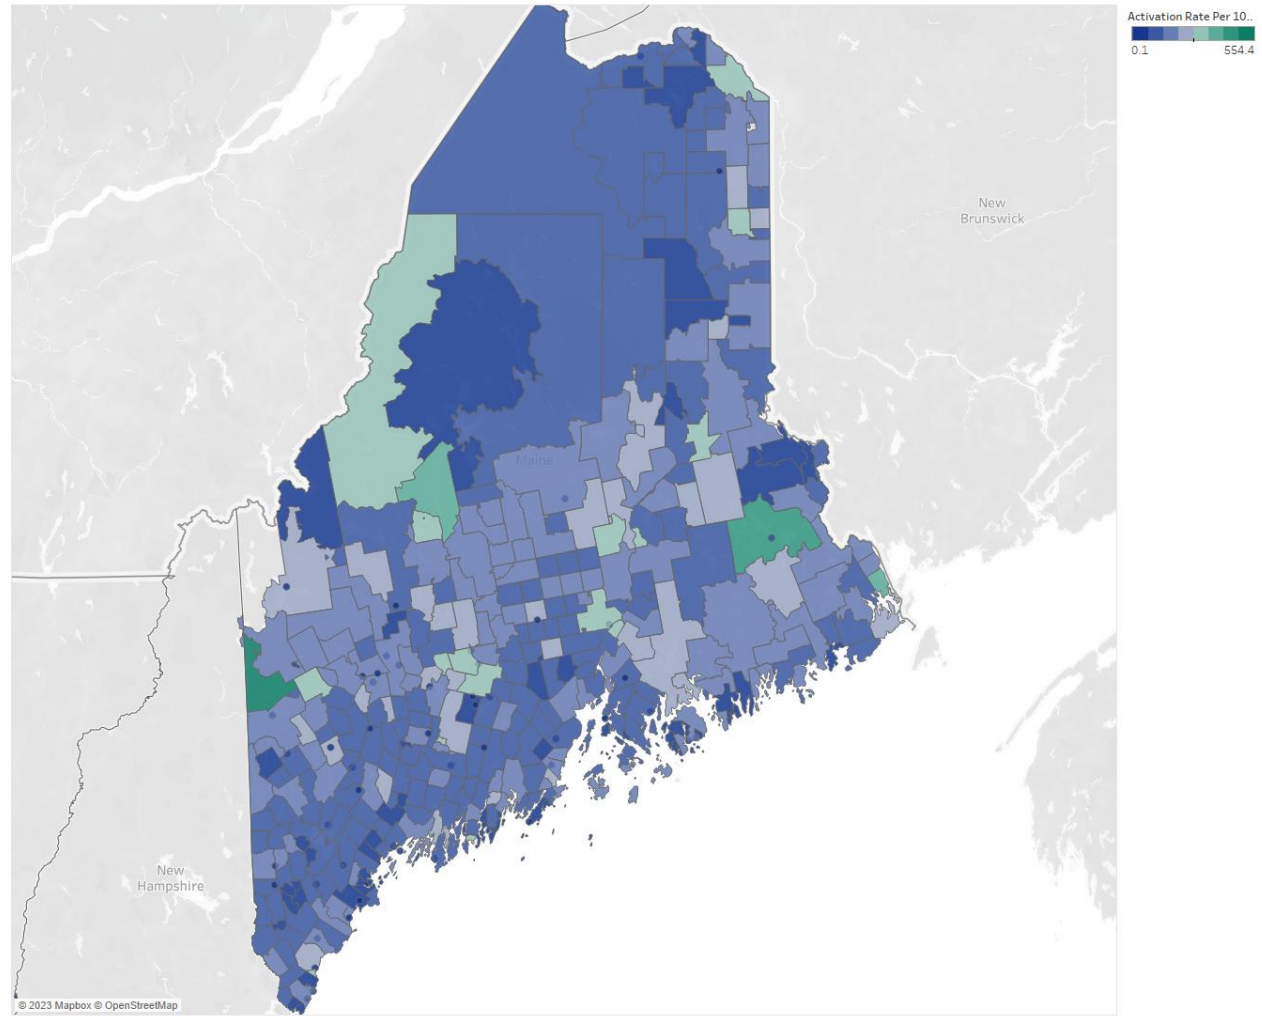 Activation Rate Per 10..
0.1 554.4
New
Brunswick
Maine
New
Hampshire
© 2023 Mapbox © OpenStreetMap